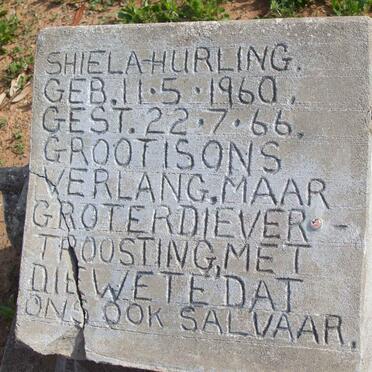 SHIELA HURLING.
GEB. 11·5·1960.
GEST. 22·7·66.
GROOT IS ONS
VERLANG, MAAR
GROTER DIE VER-
TROOSTING, MET
DIE WETE DAT
ONS OOK SAL VAAR.